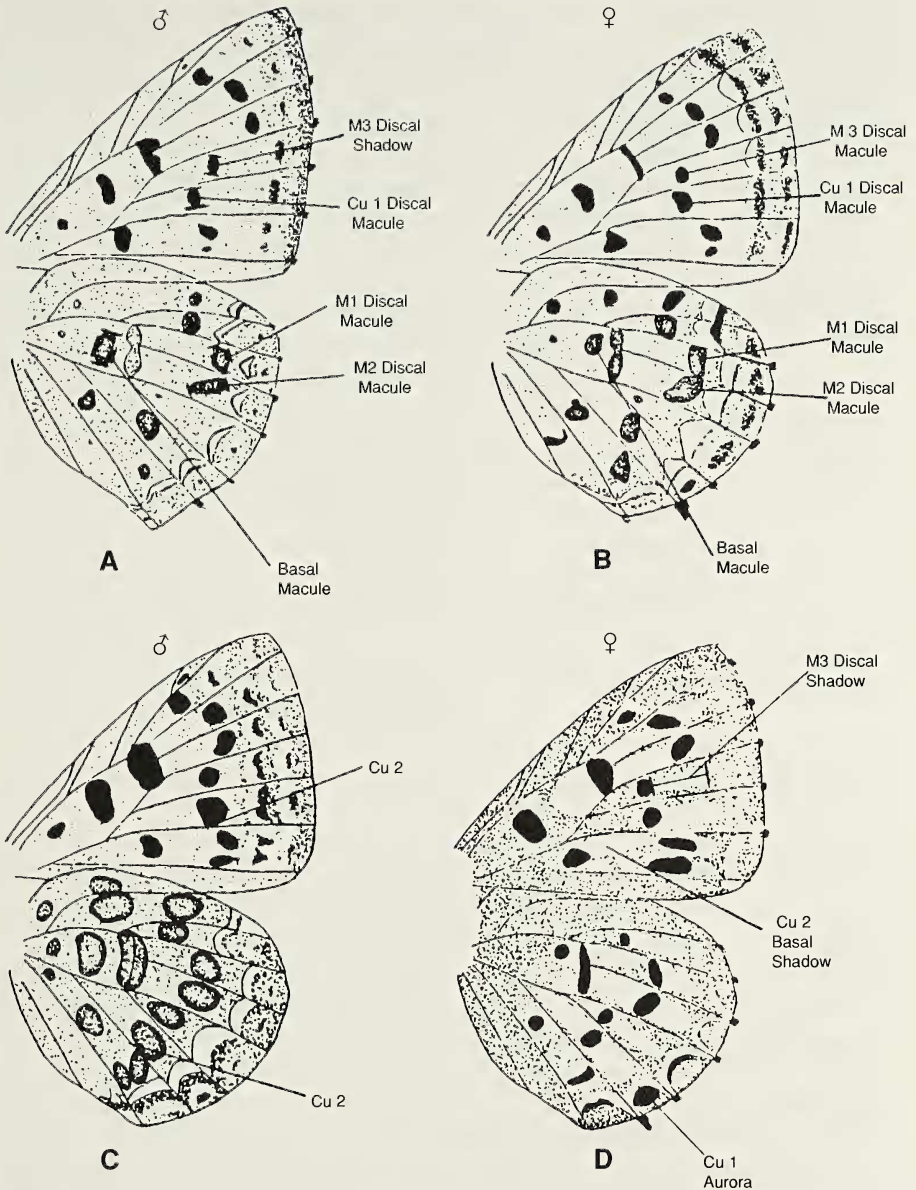 ♂
♀
M3 Discal
Shadow
Cu 1 Discal
Macule
M1 Discal
Macule
M2 Discal
Macule
Basal
Macule
A
M 3 Discal
Macule
Cu 1 Discal
Macule
M1 Discal
Macule
M2 Discal
Macule
Basal
Macule
B
♂
♀
Cu 2
Cu 2
C
M3 Discal
Shadow
Cu 2
Basal
Shadow
Cu 1
Aurora
D